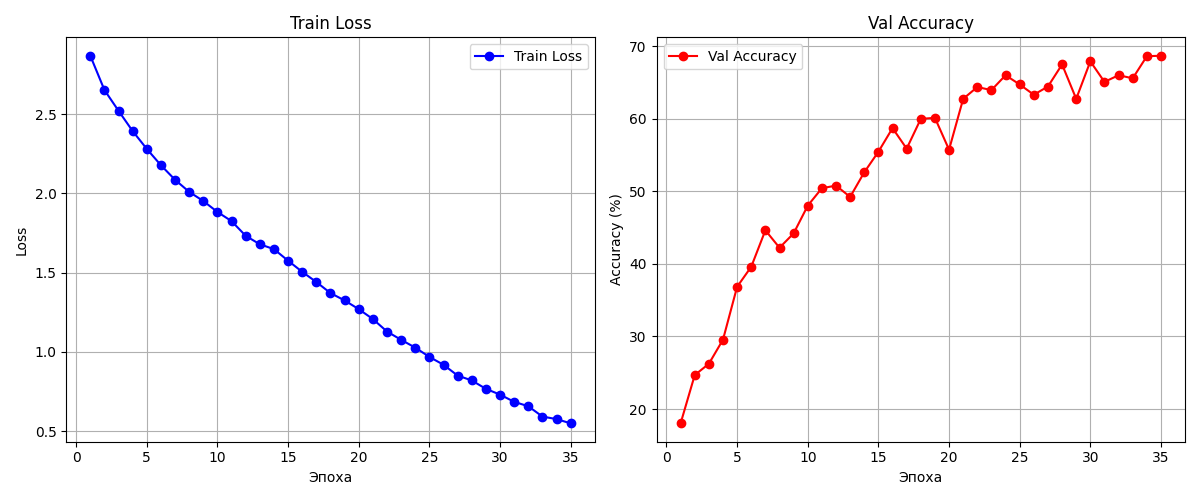 Train Loss
Train Loss
Loss
2.5
2.0
1.5
1.0
0.5
0 5 10 15 20 25 30 35
Эпоха
Val Accuracy
Val Accuracy
Accuracy (%)
70
60
50
40
30
20
0 5 10 15 20 25 30 35
Эпоха